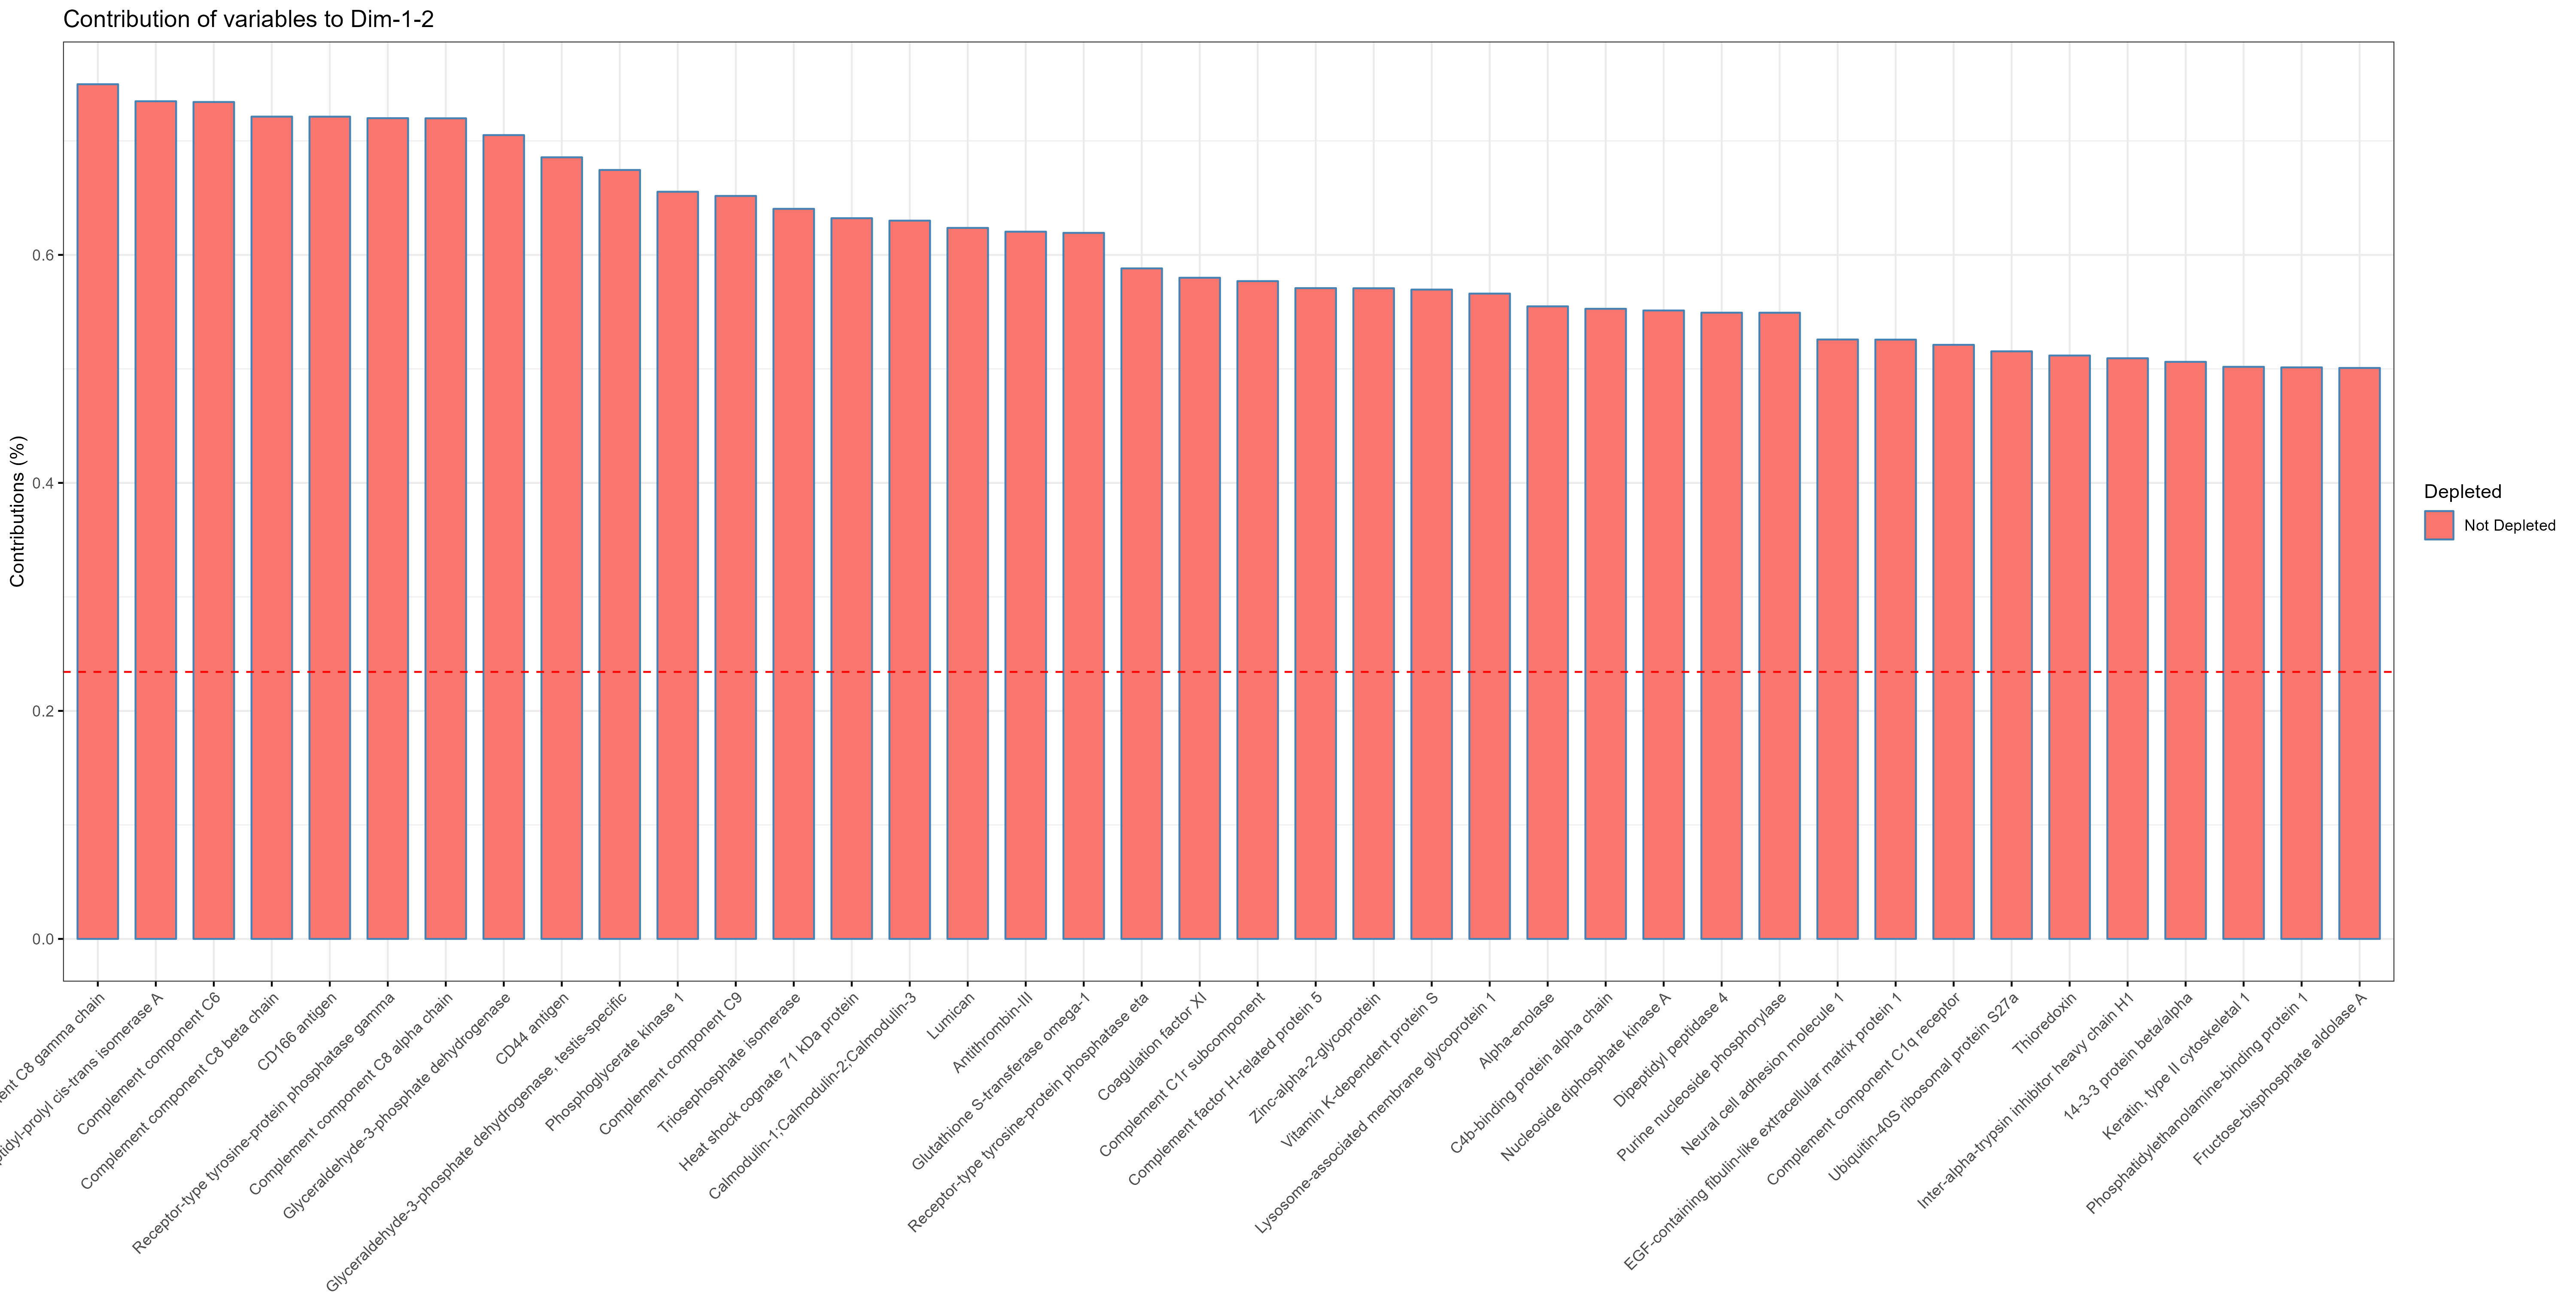 Contribution of variables to Dim-1-2
Contributions (%)
0.6
0.4
0.2
0.0
C8 gamma chain
cis-trans isomerase A
Complement component C6
Complement component C8 beta chain
CD166 antigen
Receptor-type tyrosine-protein phosphatase gamma
Complement component C8 alpha chain
Glyceraldehyde-3-phosphate dehydrogenase
CD44 antigen
Glyceraldehyde-3-phosphate dehydrogenase, testis-specific
Phosphoglycerate kinase 1
Complement component C9
Triosephosphate isomerase
Heat shock cognate 71 kDa protein
Calmodulin-1;Calmodulin-2;Calmodulin-3
Lumican
Antithrombin-III
Glutathione S-transferase omega-1
Receptor-type tyrosine-protein phosphatase eta
Coagulation factor XI
Complement C1r subcomponent
Complement factor H-related protein 5
Zinc-alpha-2-glycoprotein
Vitamin K-dependent protein S
Lysosome-associated membrane glycoprotein 1
Alpha-enolase
C4b-binding protein alpha chain
Nucleoside diphosphate kinase A
Dipeptidyl peptidase 4
Purine nucleoside phosphorylase
Neural cell adhesion molecule 1
EGF-containing fibulin-like extracellular matrix protein 1
Complement component C1q receptor
Ubiquitin-40S ribosomal protein S27a
Thioredoxin
Inter-alpha-trypsin inhibitor heavy chain H1
14-3-3 protein beta/alpha
Keratin, type II cytoskeletal 1
Phosphatidylethanolamine-binding protein 1
Fructose-bisphosphate aldolase A
Depleted
Not Depleted